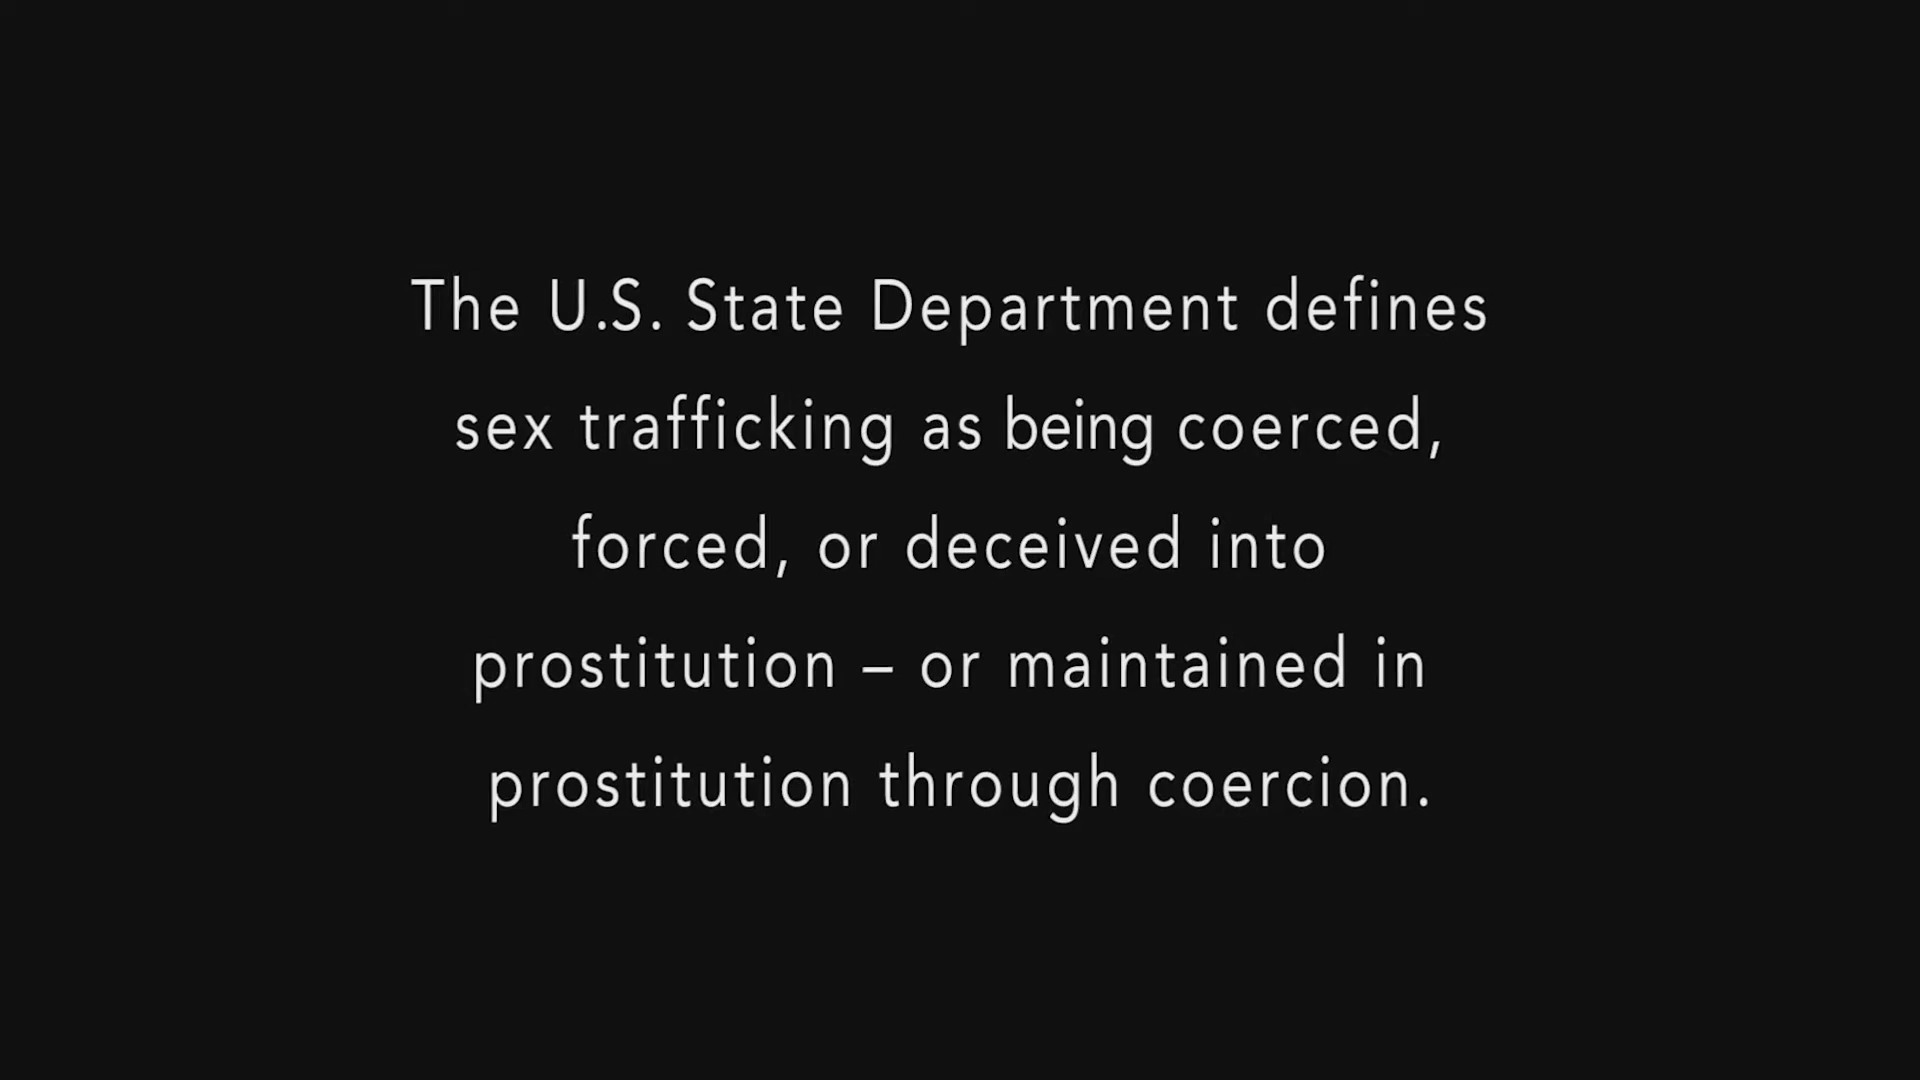 The U.S. State Department defines
sex trafficking as being coerced,
forced, or deceived into
prostitution – or maintained in
prostitution through coercion.